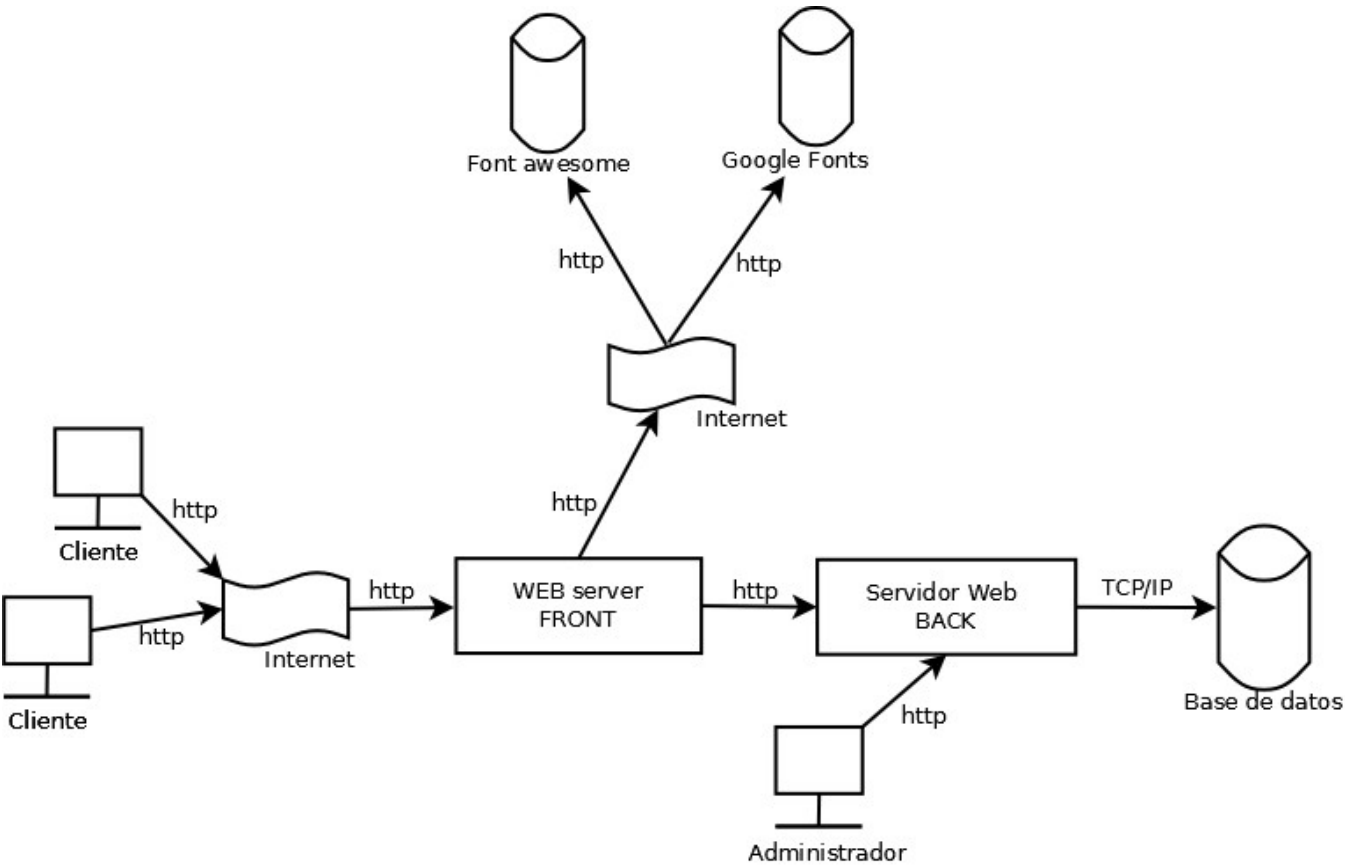 Font awesome
Google Fonts
http
http
Internet
http
http
Cliente
http
Cliente
Internet
http
WEB server
FRONT
http
Servidor Web
BACK
TCP/IP
Base de datos
http
Administrador